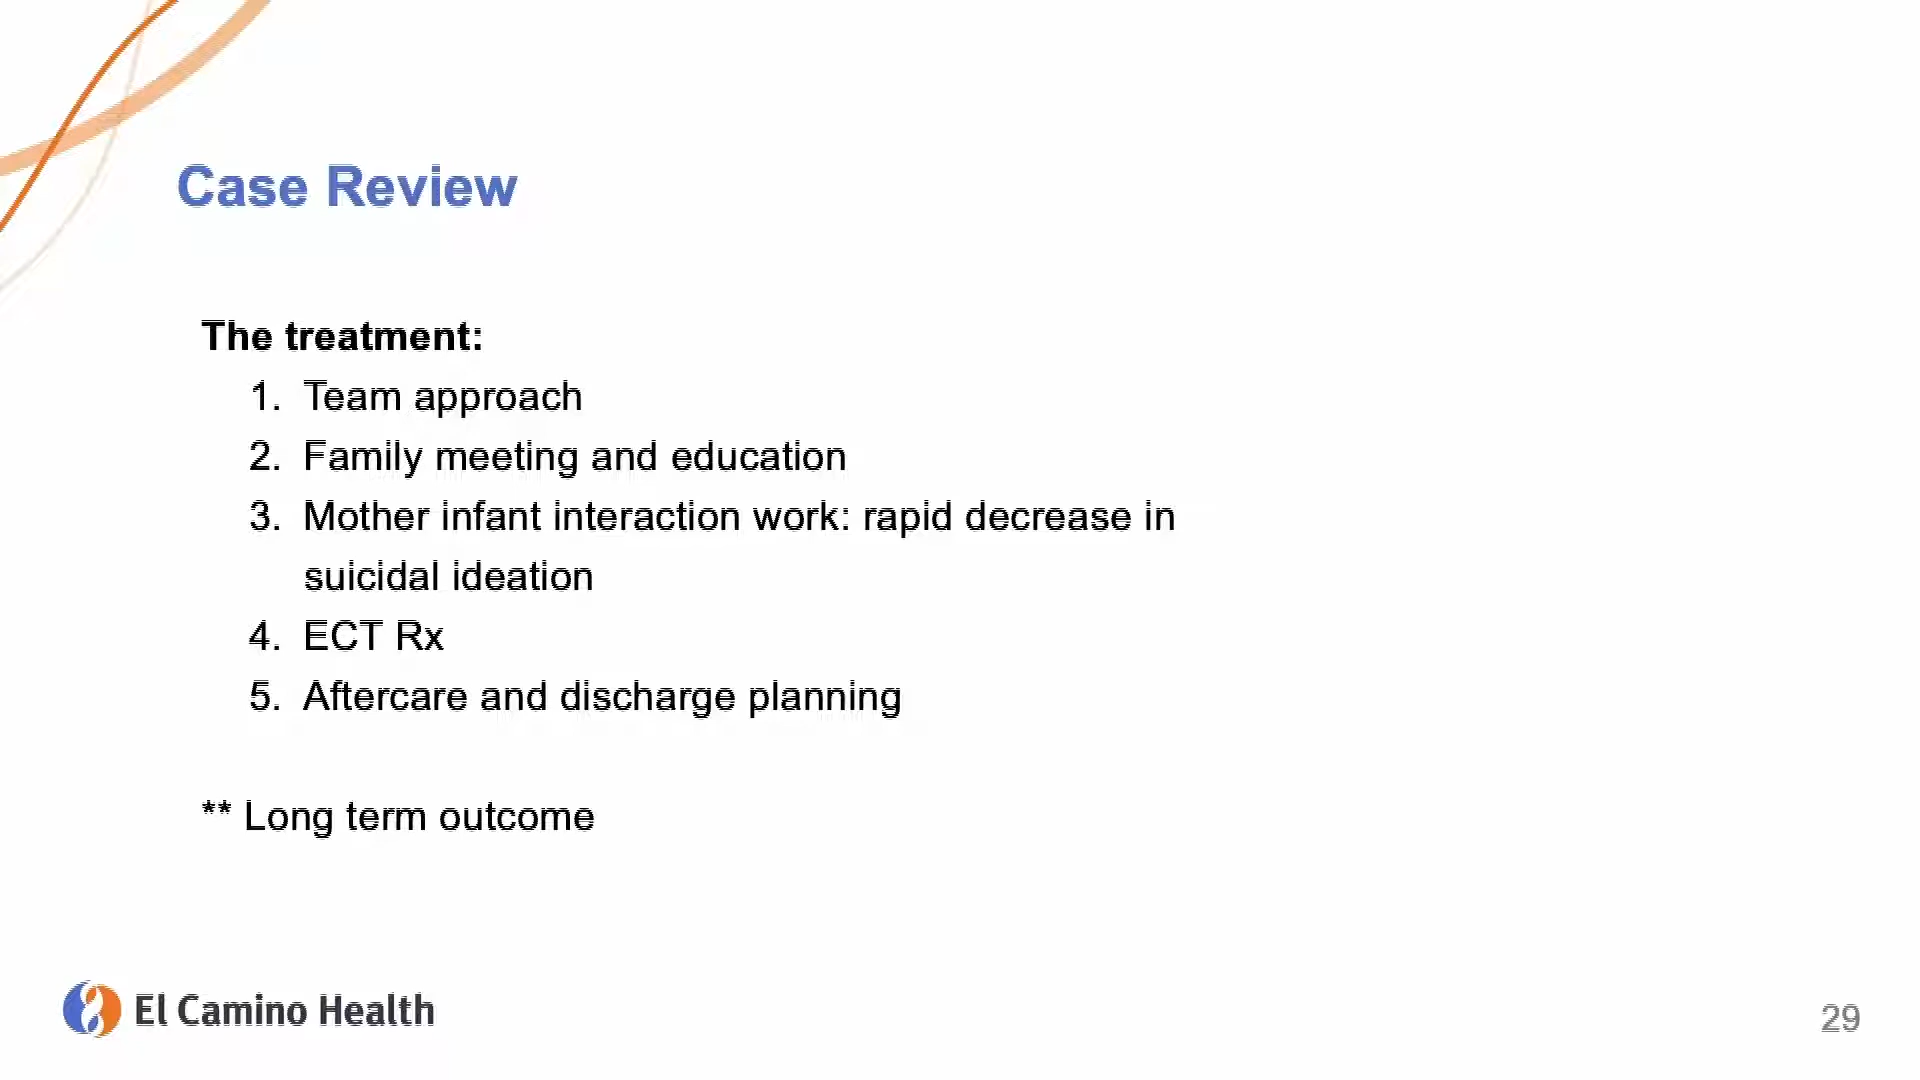 Case Review
The treatment:
1. Team approach
2. Family meeting and education
3. Mother infant interaction work: rapid decrease in
suicidal ideation
4. ECT Rx
5. Aftercare and discharge planning
** Long term outcome
El Camino Health
29